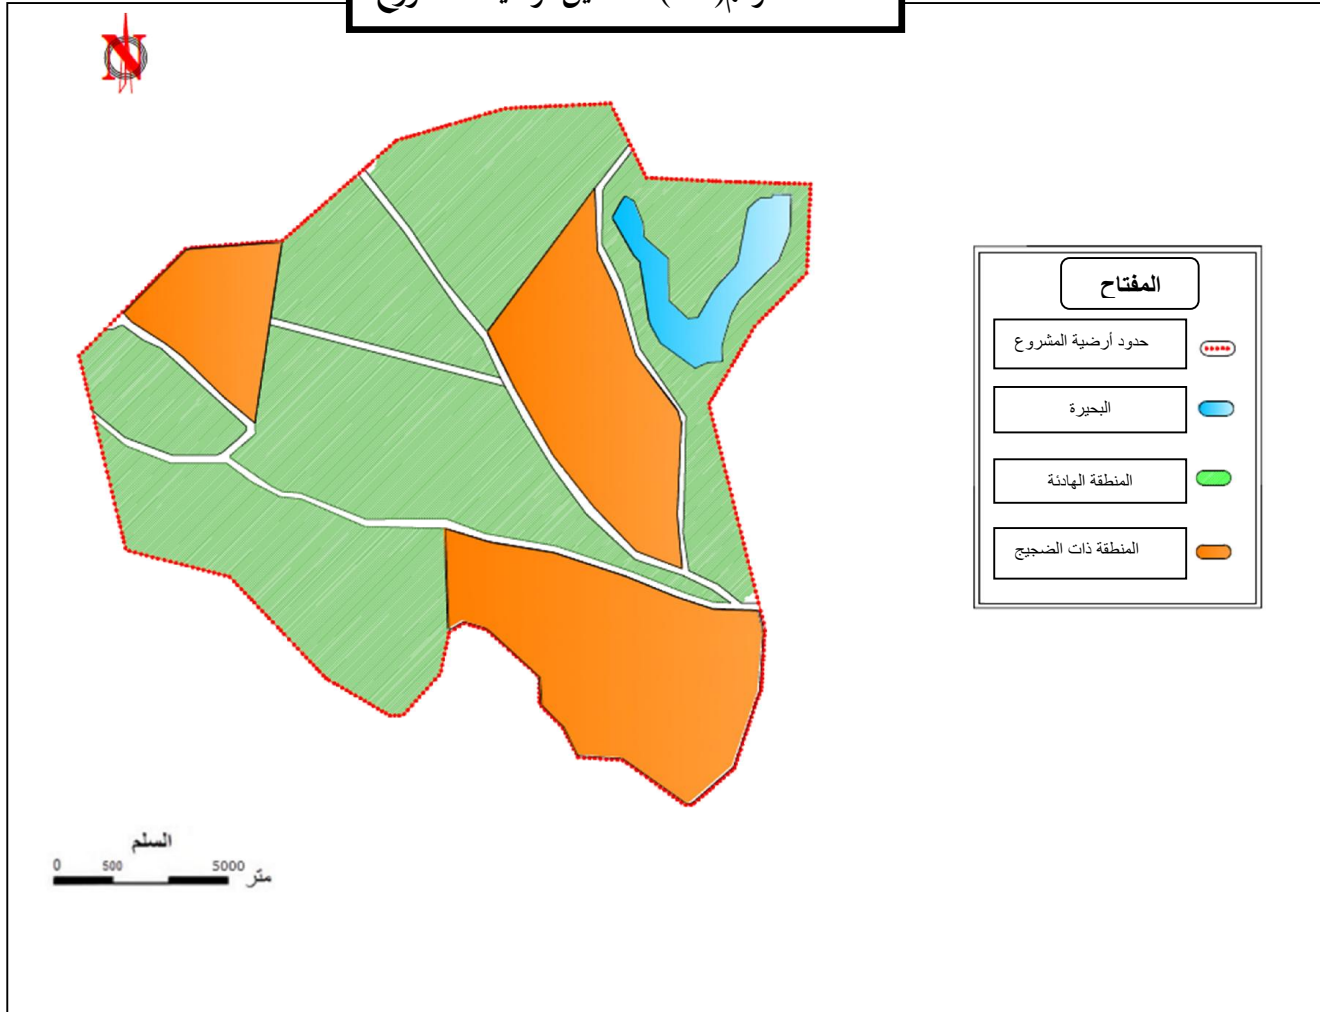 N
المفتاح
حدود أرضية المشروع
البحيرة
المنطقة الهادئة
المنطقة ذات الضجيج
السلم
0 500 5000 متر